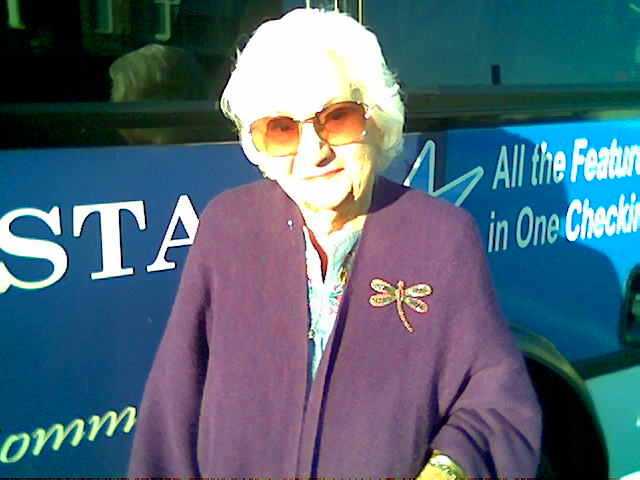 STA
omm
All the Featur
in One Checkin